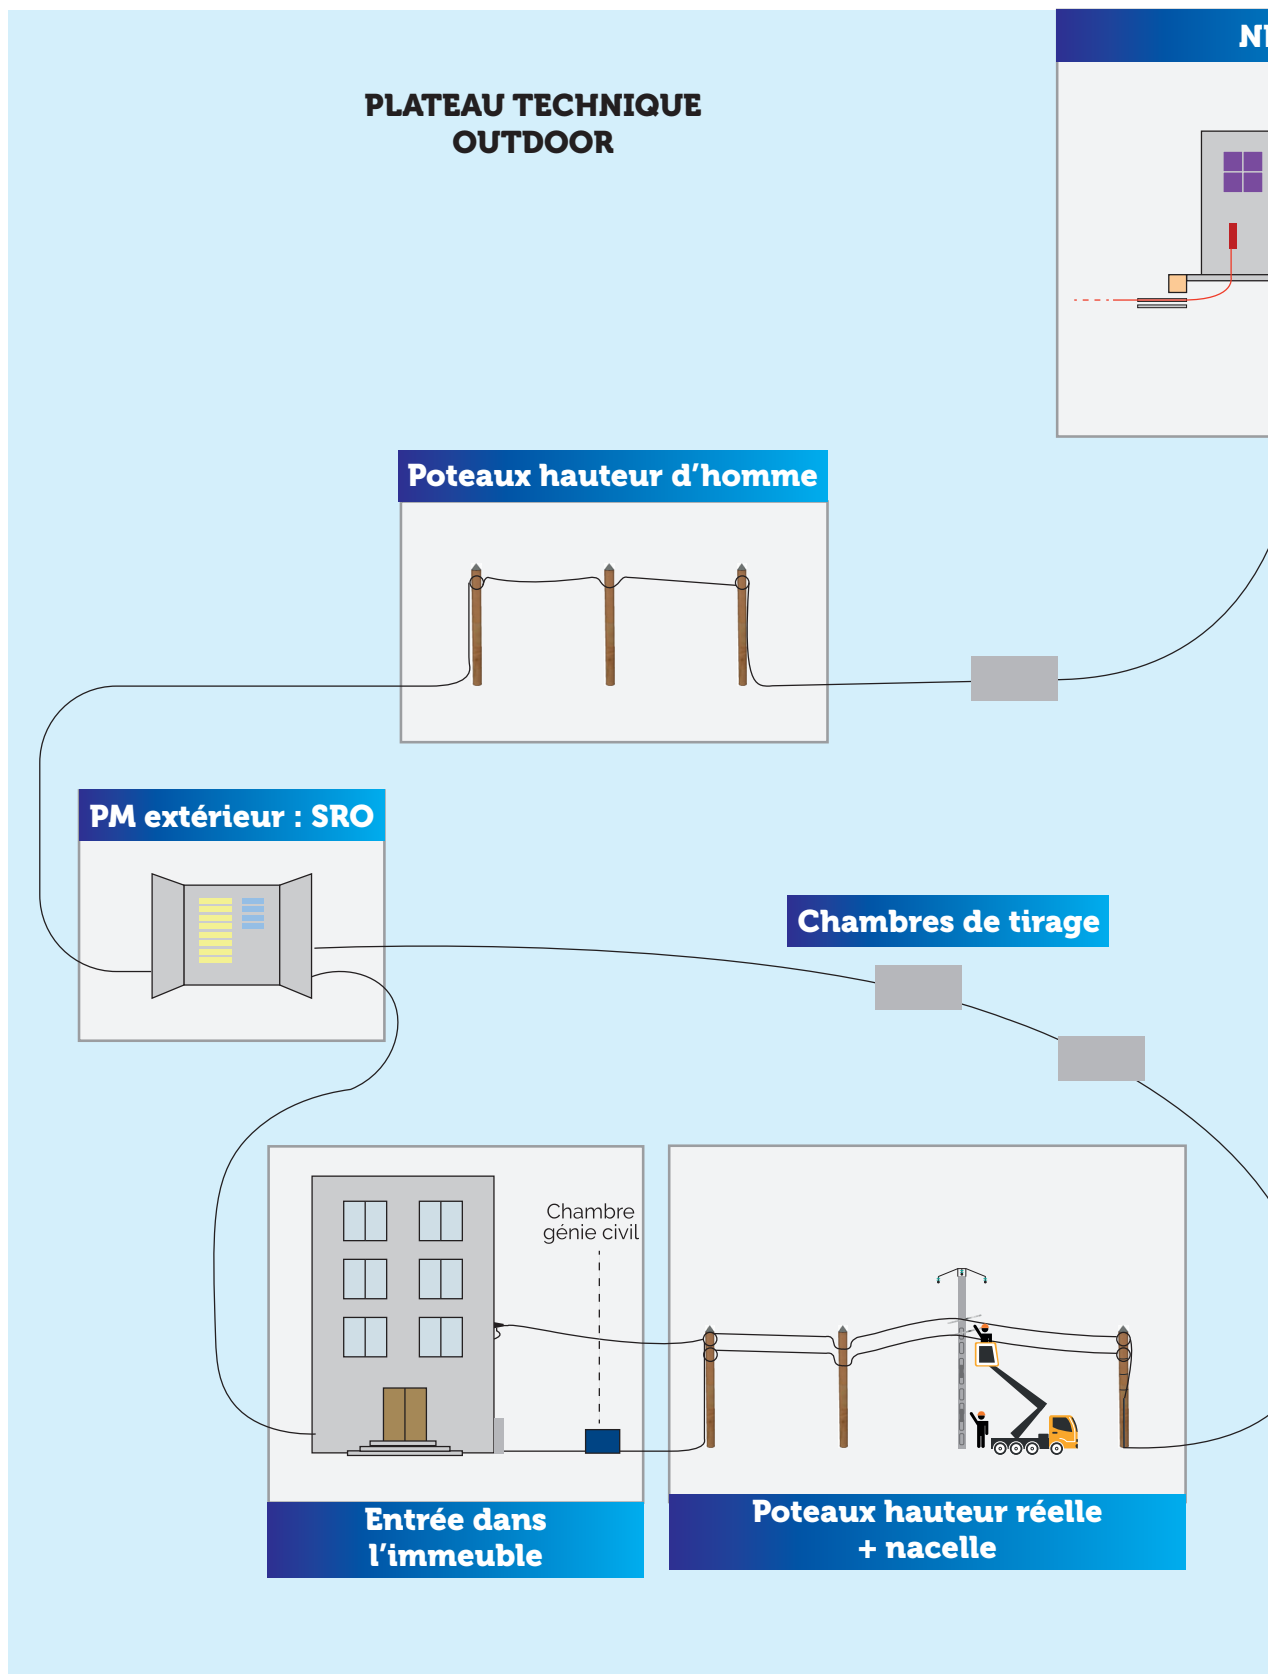 PLATEAU TECHNIQUE
OUTDOOR
Poteaux hauteur d'homme
PM extérieur : SRO
Chambres de tirage
Chambre
génie civil
Entrée dans
l'immeuble
Poteaux hauteur réelle
+ nacelle